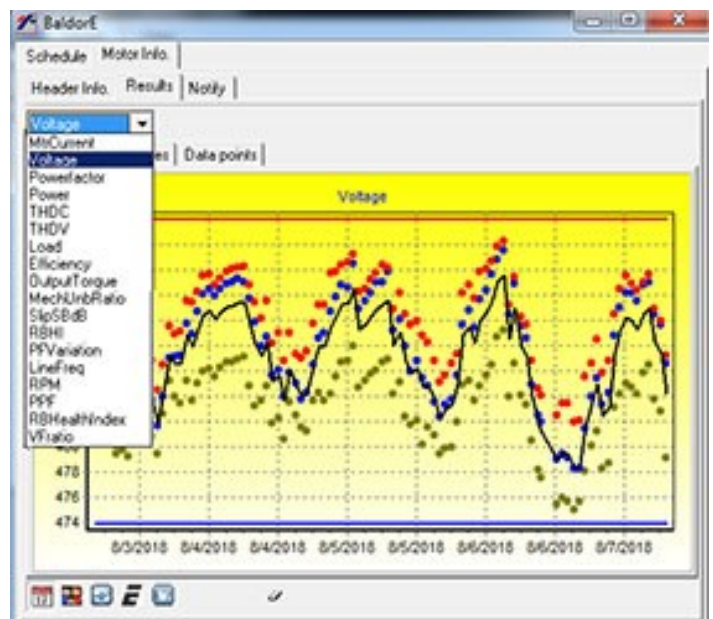 BaldorE
Schedule Motor Info.
Header Info. Results Notify
Voltage
MtrCurrent
Voltage
Powerfactor
Power
THDC
THDV
Load
Efficiency
OutputTorque
MechUnbRatio
SlipSBdB
RBHI
PFVariation
LineFreq
RPM
PPF
RBHealthIndex
VFratio
Data points
Voltage
478
476
474
8/3/2018 8/4/2018 8/4/2018 8/5/2018 8/5/2018 8/6/2018 8/6/2018 8/7/2018